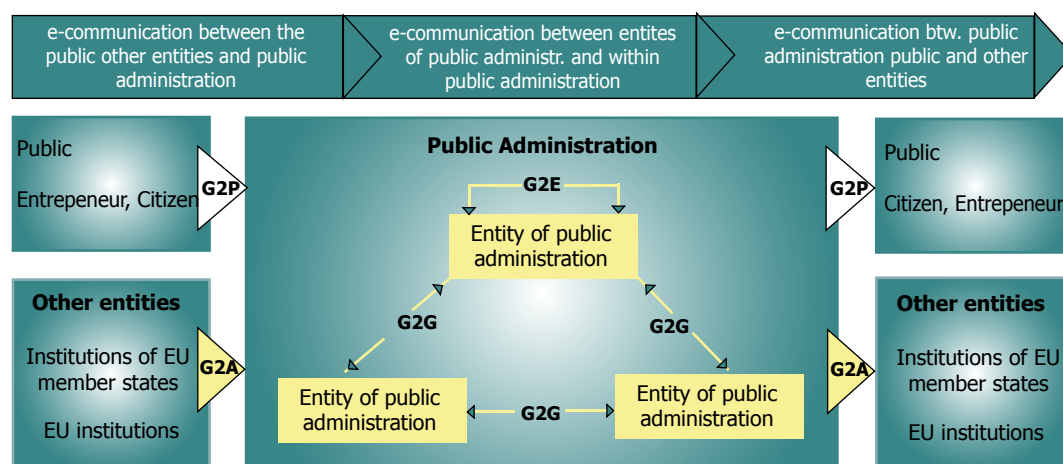 e-communication between the
public other entities and public
administration
e-communication between entites
of public administr. and within
public administration
e-communication btw. public
administration public and other
entities
Public
Entrepeneur, Citizen
G2P
Other entities
Institutions of EU
member states
EU institutions
G2A
Public Administration
G2E
Entity of public
administration
G2G
G2G
Entity of public
administration
G2G
Entity of public
administration
G2P
Public
Citizen, Entrepeneur
G2A
Other entities
Institutions of EU
member states
EU institutions